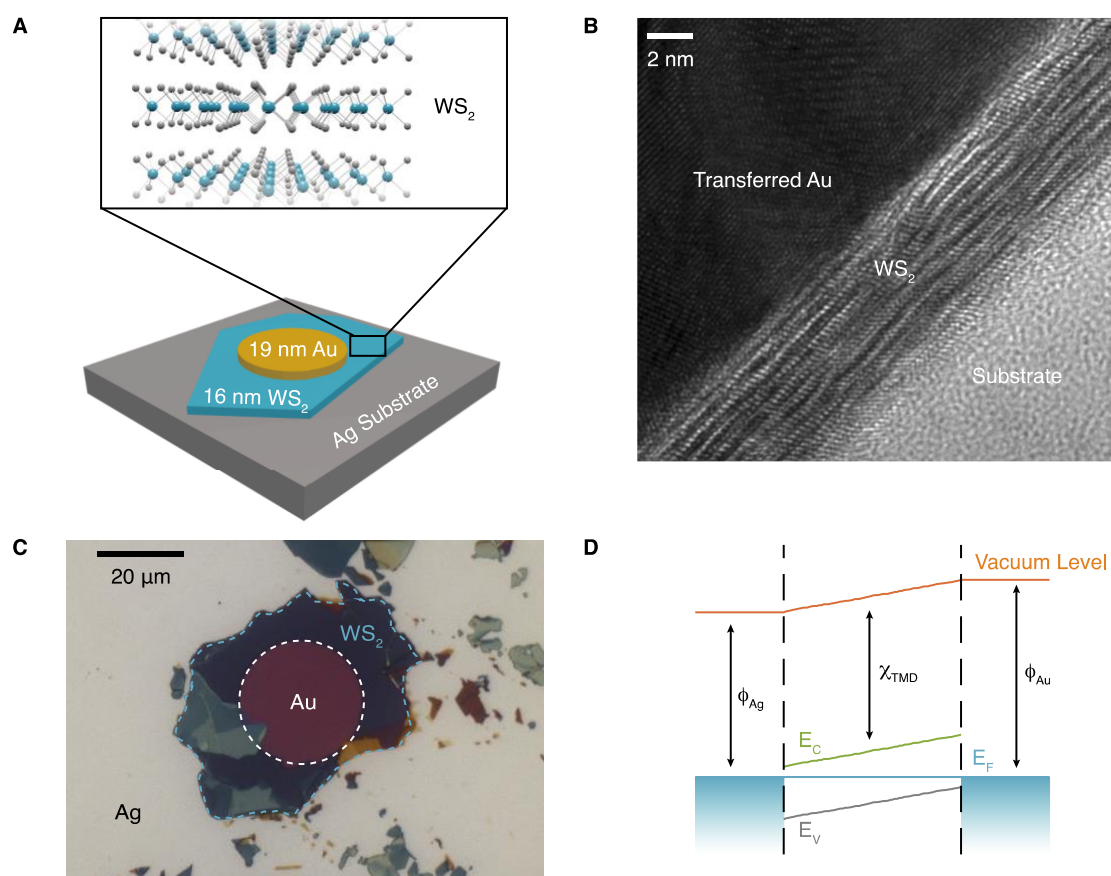 A
WS₂
19 nm Au
16 nm WS₂
Ag Substrate
B
2 nm
Transferred Au
WS₂
Substrate
C
20 μm
WS₂
Au
Ag
D
Vacuum Level
ϕAg
χTMD
ϕAu
EC
EF
EV